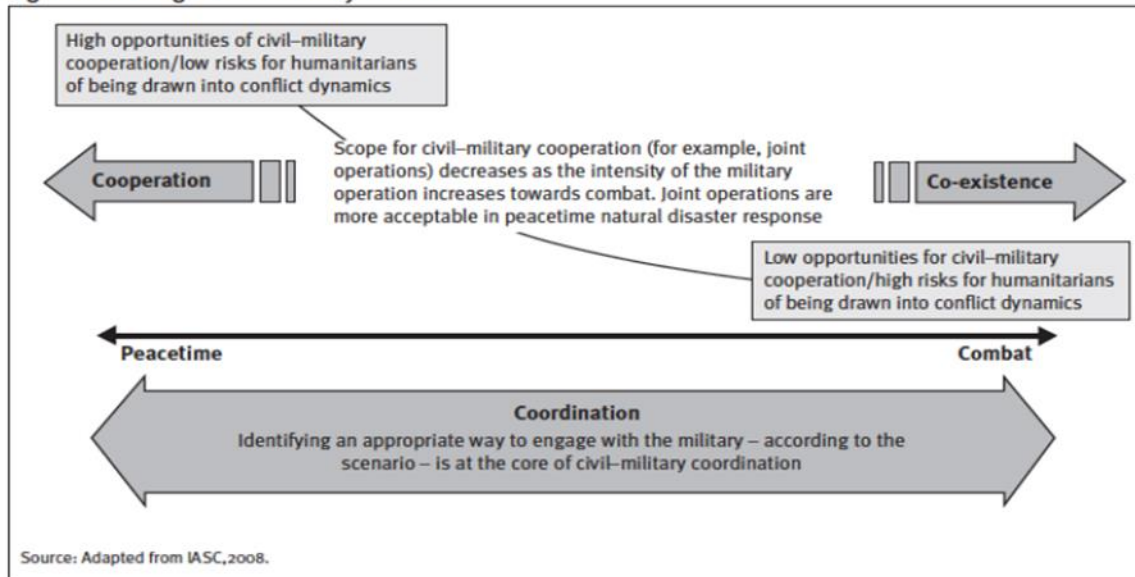 High opportunities of civil–military
cooperation/low risks for humanitarians
of being drawn into conflict dynamics
Scope for civil–military cooperation (for example, joint
operations) decreases as the intensity of the military
operation increases towards combat. Joint operations are
more acceptable in peacetime natural disaster response
Cooperation
Co-existence
Low opportunities for civil–military
cooperation/high risks for humanitarians
of being drawn into conflict dynamics
Peacetime
Combat
Coordination
Identifying an appropriate way to engage with the military – according to the
scenario – is at the core of civil–military coordination
Source: Adapted from IASC,2008.